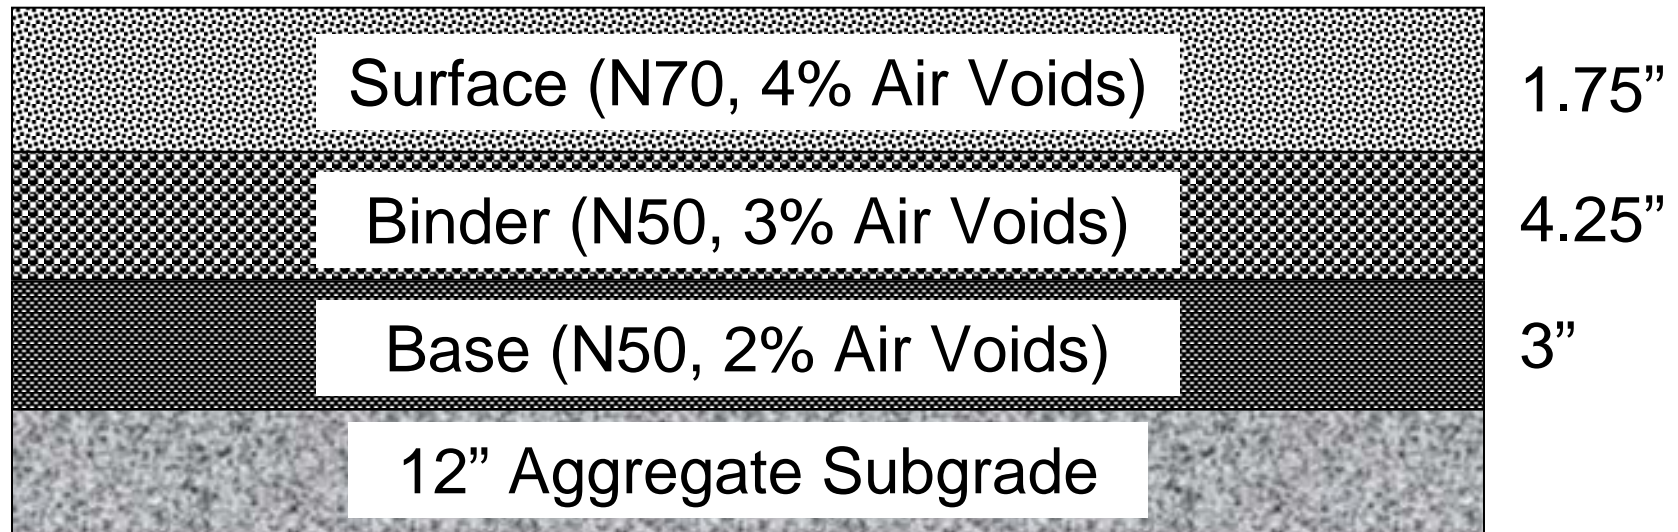 Surface (N70, 4% Air Voids) 1.75”
Binder (N50, 3% Air Voids) 4.25”
Base (N50, 2% Air Voids) 3”
12” Aggregate Subgrade